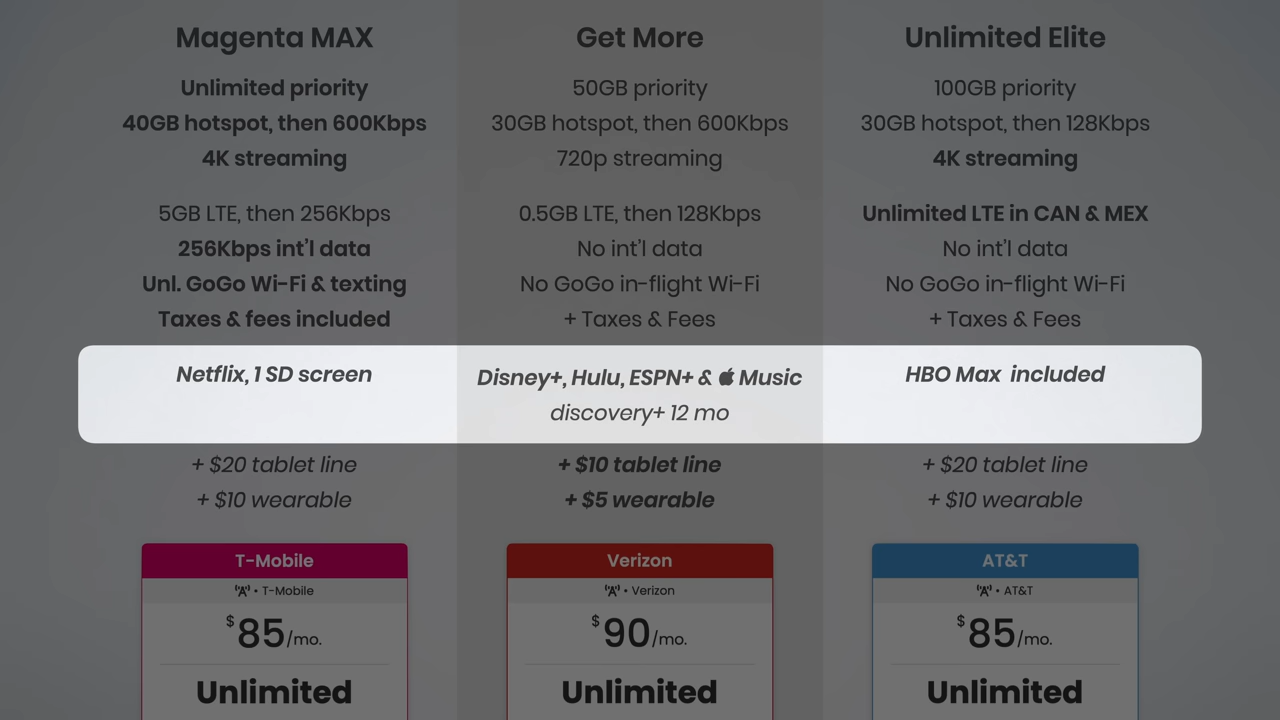 Magenta MAX
Unlimited priority
40GB hotspot, then 600Kbps
4K streaming
5GB LTE, then 256Kbps
256Kbps int'l data
Unl. GoGo Wi-Fi & texting
Taxes & fees included
Netflix, 1 SD screen
+ $20 tablet line
+ $10 wearable
T-Mobile
• T-Mobile
$85/mo.
Unlimited
Get More
50GB priority
30GB hotspot, then 600Kbps
720p streaming
0.5GB LTE, then 128Kbps
No int'l data
No GoGo in-flight Wi-Fi
+ Taxes & Fees
Disney+, Hulu, ESPN+ & Music
discovery+ 12 mo
+ $10 tablet line
+ $5 wearable
Verizon
• Verizon
$90/mo.
Unlimited
Unlimited Elite
100GB priority
30GB hotspot, then 128Kbps
4K streaming
Unlimited LTE in CAN & MEX
No int'l data
No GoGo in-flight Wi-Fi
+ Taxes & Fees
HBO Max included
+ $20 tablet line
+ $10 wearable
AT&T
• AT&T
$85/mo.
Unlimited